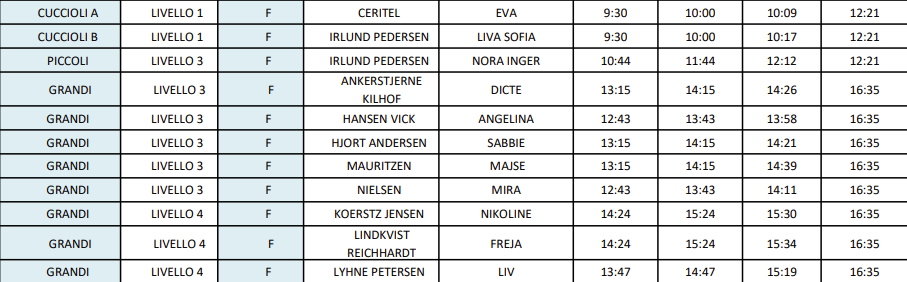 CUCCIOLI A LIVELLO 1 F CERITEL EVA 9:30 10:00 10:09 12:21
CUCCIOLI B LIVELLO 1 F IRLUND PEDERSEN LIVA SOFIA 9:30 10:00 10:17 12:21
PICCOLI LIVELLO 3 F IRLUND PEDERSEN NORA INGER 10:44 11:44 12:12 12:21
GRANDI LIVELLO 3 F ANKERSTJERNE KILHOF DICTE 13:15 14:15 14:26 16:35
GRANDI LIVELLO 3 F HANSEN VICK ANGELINA 12:43 13:43 13:58 16:35
GRANDI LIVELLO 3 F HJORT ANDERSEN SABBIE 13:15 14:15 14:21 16:35
GRANDI LIVELLO 3 F MAURITZEN MAJSE 13:15 14:15 14:39 16:35
GRANDI LIVELLO 3 F NIELSEN MIRA 12:43 13:43 14:11 16:35
GRANDI LIVELLO 4 F KOERSTZ JENSEN NIKOLINE 14:24 15:24 15:30 16:35
GRANDI LIVELLO 4 F LINDKVIST REICHHARDT FREJA 14:24 15:24 15:34 16:35
GRANDI LIVELLO 4 F LYHNE PETERSEN LIV 13:47 14:47 15:19 16:35